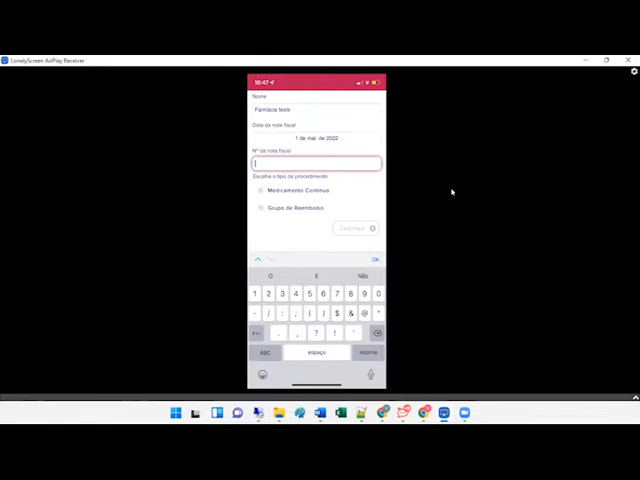 LonelyScreen AirPlay Receiver
10:47
Nome
Farmácia teste
Data da nota fiscal
1 de mai. de 2022
Nº da nota fiscal
Escolha o tipo de procedimento
Medicamento Contínuo
Grupo de Reembolso
Continuar
OK
O E Não
1 2 3 4 5 6 7 8 9 0
- / : ; ( ) $ & @ "
#+= . , ? ! '
ABC espaço retorno